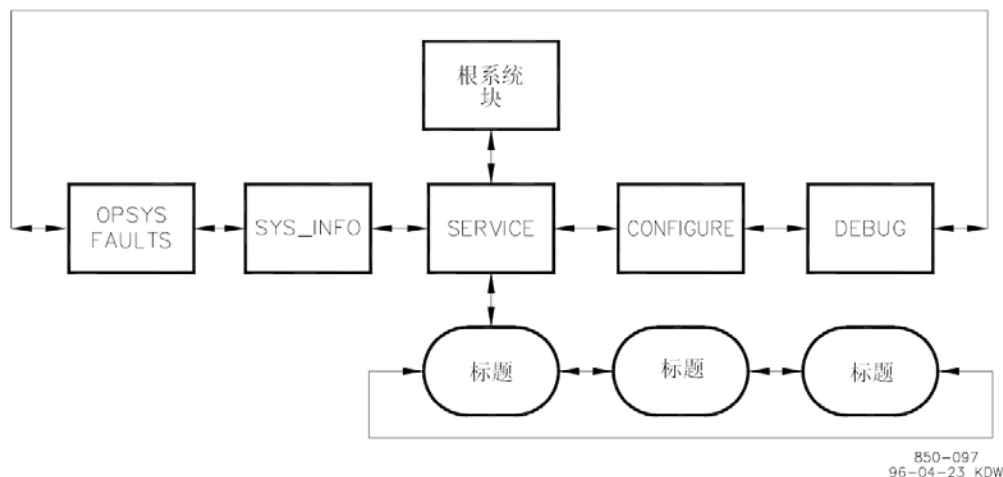 根系统
块
OPSYS
FAULTS
SYS_INFO
SERVICE
CONFIGURE
DEBUG
标题
标题
标题
850-097
96-04-23 KDW